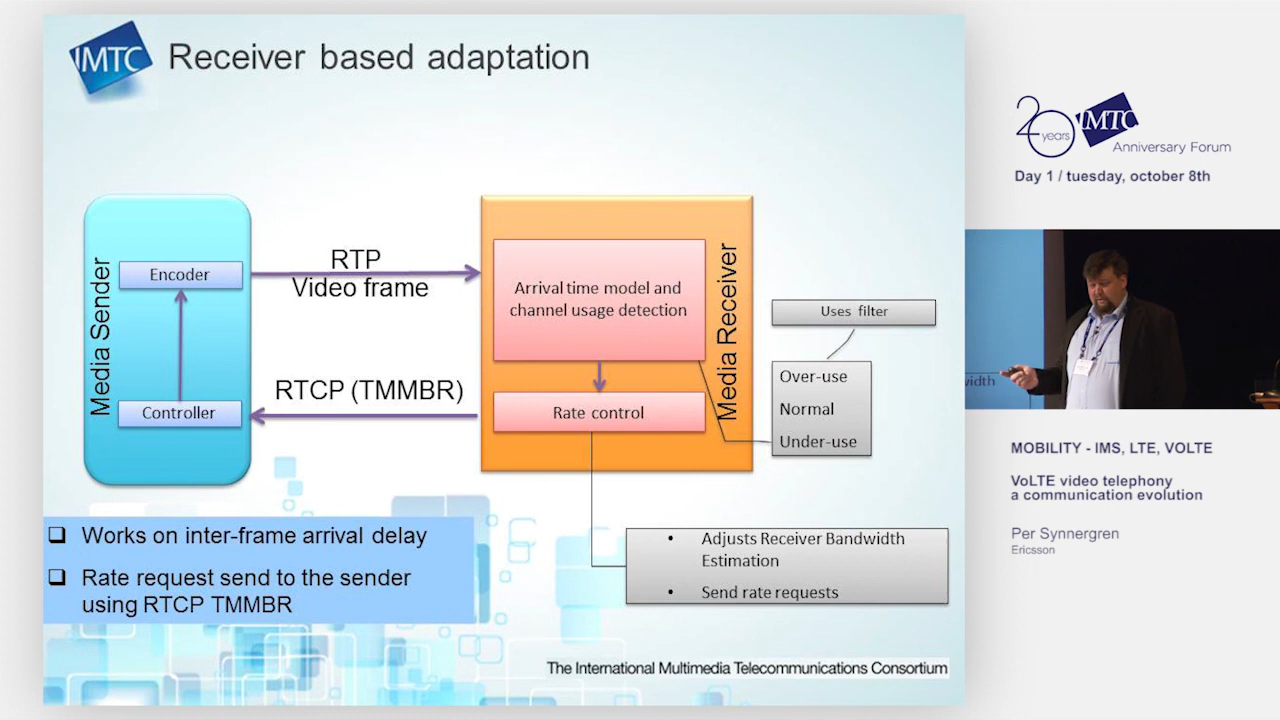 IMTC
Receiver based adaptation
Media Sender
Encoder
Controller
RTP
Video frame
RTCP (TMMBR)
Arrival time model and
channel usage detection
Rate control
Media Receiver
Uses filter
Over-use
Normal
Under-use
• Adjusts Receiver Bandwidth
Estimation
• Send rate requests
❑ Works on inter-frame arrival delay
❑ Rate request send to the sender
using RTCP TMMBR
The International Multimedia Telecommunications Consortium
20 years IMTC
Anniversary Forum
Day 1 / tuesday, october 8th
width
MOBILITY - IMS, LTE, VOLTE
VoLTE video telephony
a communication evolution
Per Synnergren
Ericsson